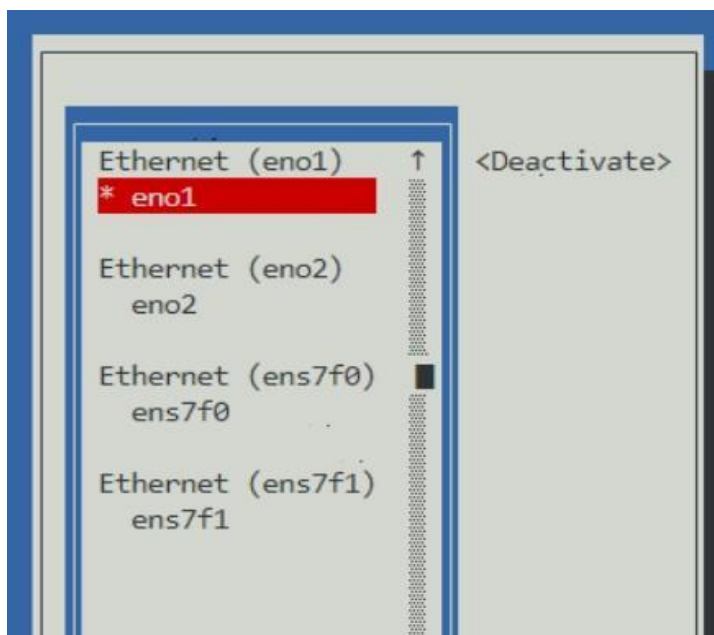 Ethernet (eno1) ↑ <Deactivate>
* eno1
Ethernet (eno2)
eno2
Ethernet (ens7f0)
ens7f0
Ethernet (ens7f1)
ens7f1